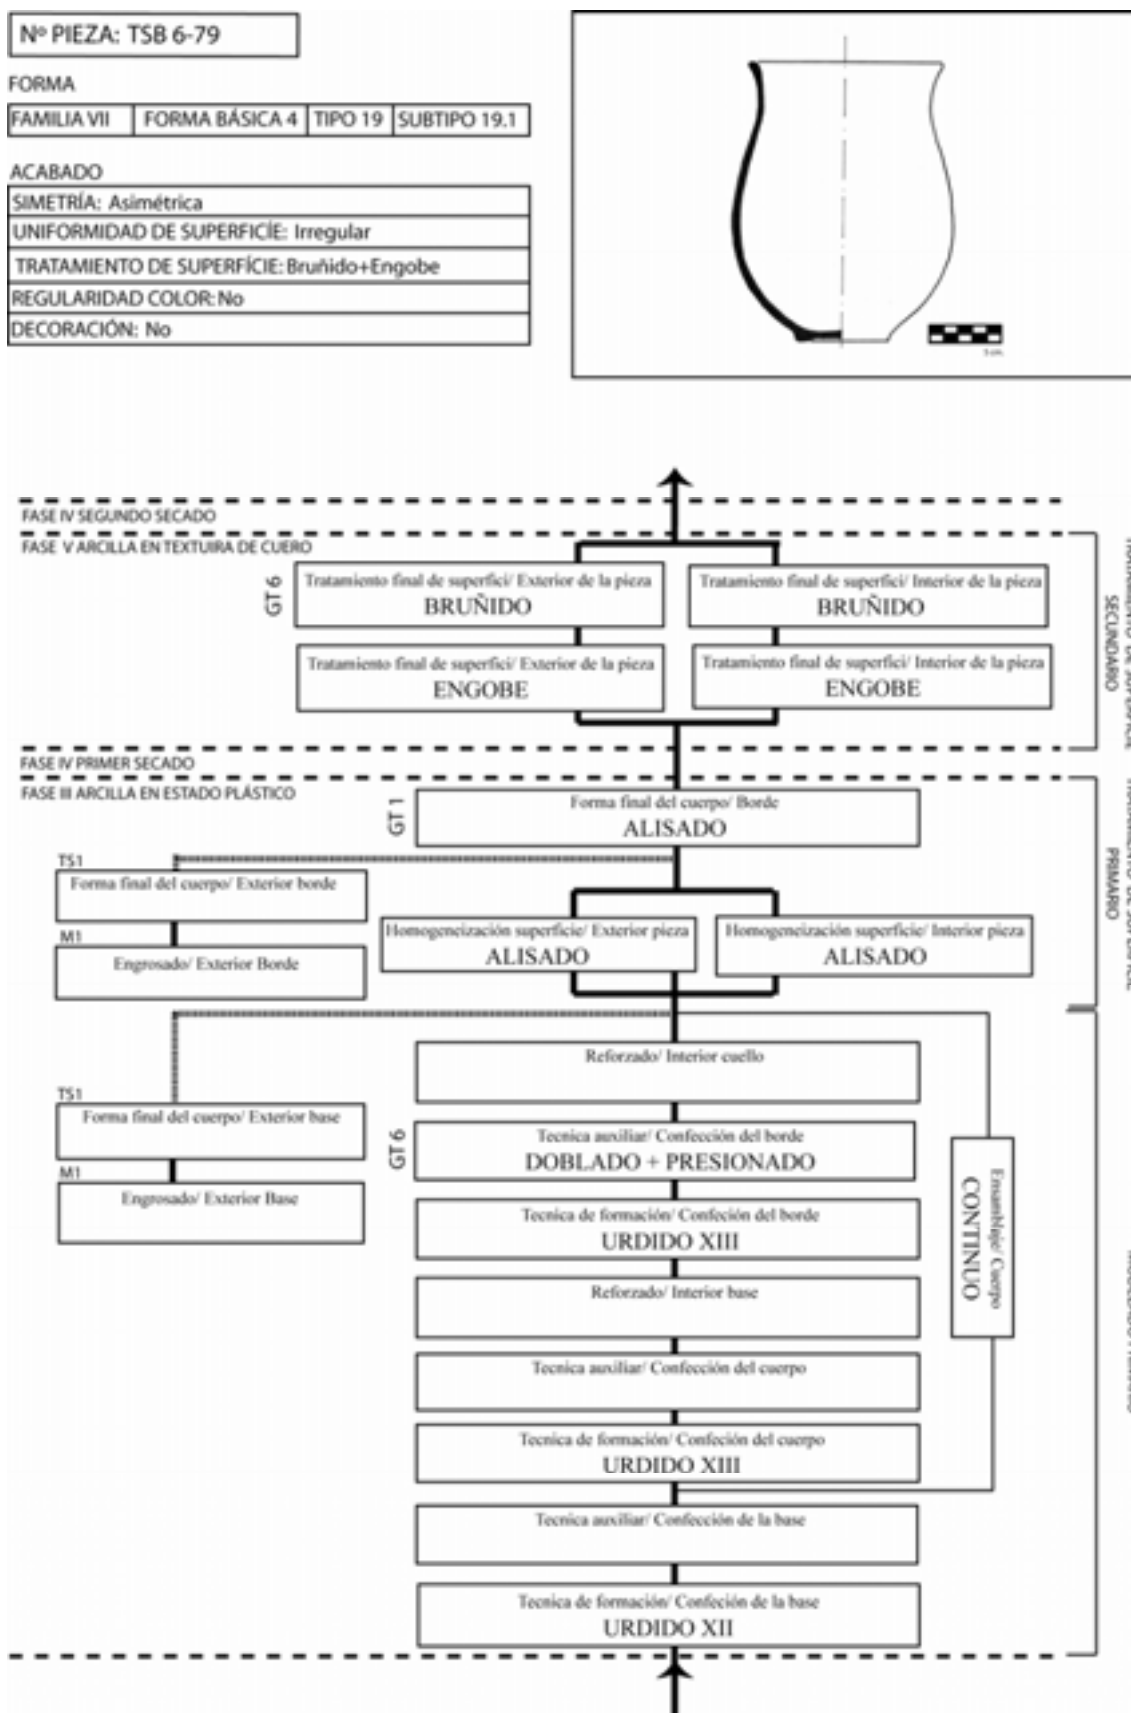 Nº PIEZA: TSB 6-79
FORMA
FAMILIA VII FORMA BÁSICA 4 TIPO 19 SUBTIPO 19.1
ACABADO
SIMETRÍA: Asimétrica
UNIFORMIDAD DE SUPERFICÍE: Irregular
TRATAMIENTO DE SUPERFÍCIE: Bruñido+Engobe
REGULARIDAD COLOR: No
DECORACIÓN: No
5 cm.
FASE IV SEGUNDO SECADO
FASE V ARCILLA EN TEXTUIRA DE CUERO
GT 6
Tratamiento final de superfici/ Exterior de la pieza
BRUÑIDO
Tratamiento final de superfici/ Interior de la pieza
BRUÑIDO
Tratamiento final de superfici/ Exterior de la pieza
ENGOBE
Tratamiento final de superfici/ Interior de la pieza
ENGOBE
SECUNDARIO
FASE IV PRIMER SECADO
FASE III ARCILLA EN ESTADO PLÁSTICO
GT 1
Forma final del cuerpo/ Borde
ALISADO
TS1
Forma final del cuerpo/ Exterior borde
M1
Engrosado/ Exterior Borde
Homogeneización superficie/ Exterior pieza
ALISADO
Homogeneización superficie/ Interior pieza
ALISADO
PRIMARIO
Reforzado/ Interior cuello
TS1
Forma final del cuerpo/ Exterior base
M1
Engrosado/ Exterior Base
GT 6
Tecnica auxiliar/ Confección del borde
DOBLADO + PRESIONADO
Tecnica de formación/ Confeción del borde
URDIDO XIII
Ensamblaje/ Cuerpo
CONTINUO
Reforzado/ Interior base
Tecnica auxiliar/ Confección del cuerpo
Tecnica de formación/ Confeción del cuerpo
URDIDO XIII
Tecnica auxiliar/ Confección de la base
Tecnica de formación/ Confeción de la base
URDIDO XII